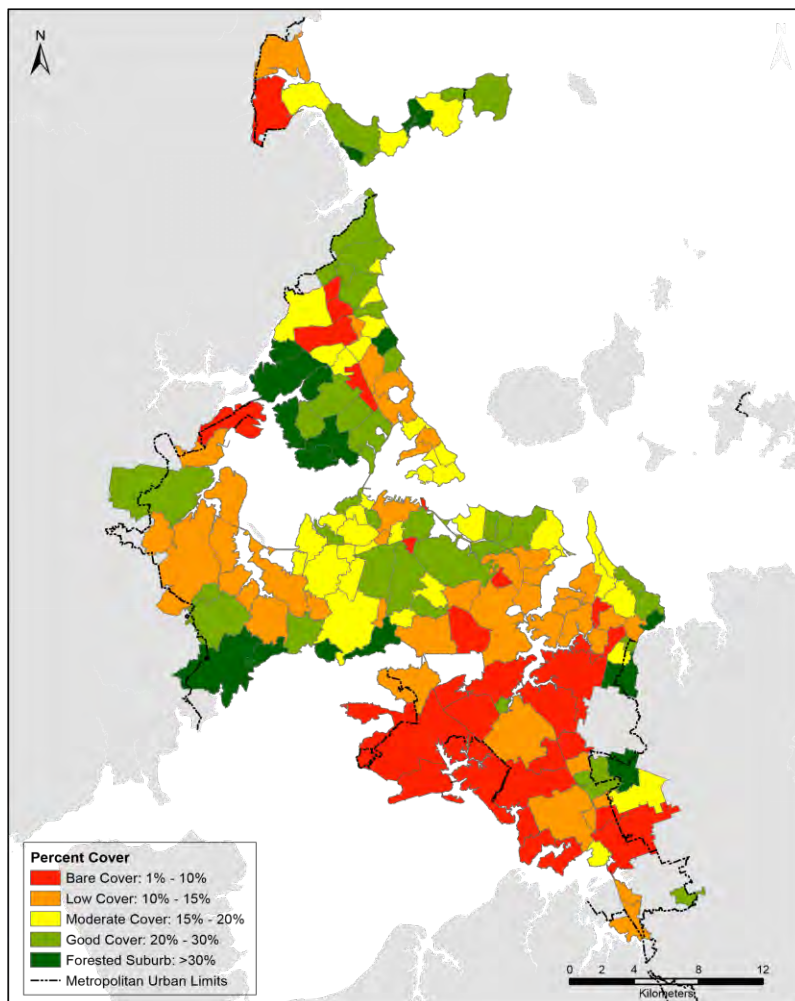 N
N
Percent Cover
Bare Cover: 1% - 10%
Low Cover: 10% - 15%
Moderate Cover: 15% - 20%
Good Cover: 20% - 30%
Forested Suburb: >30%
Metropolitan Urban Limits
0 2 4 6 8 12
Kilometers